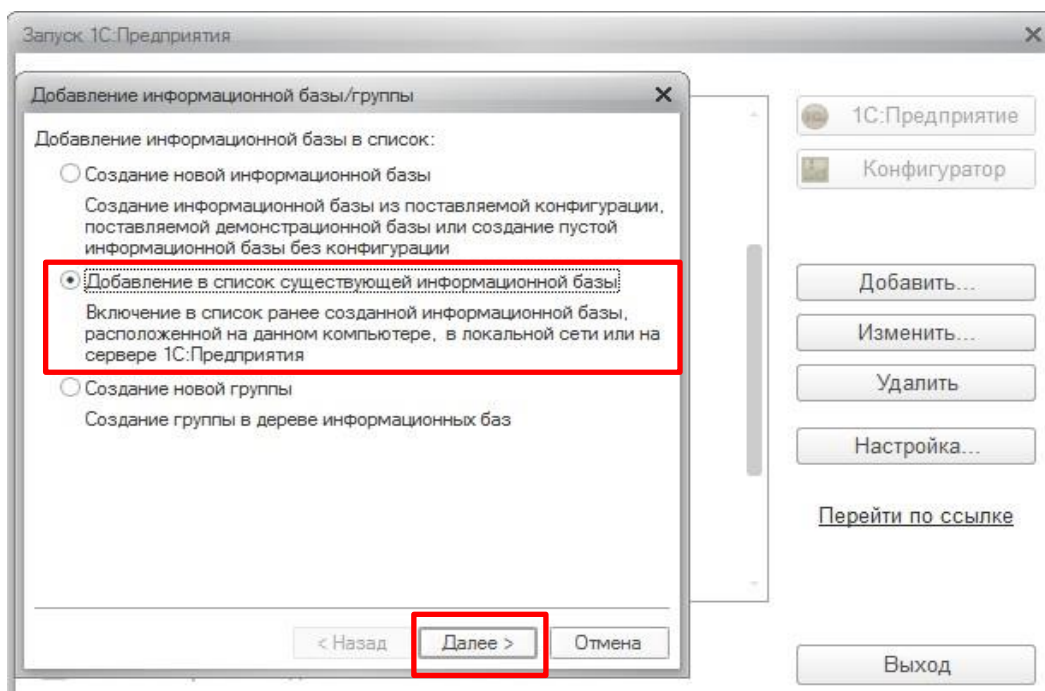 Запуск 1С:Предприятия
Добавление информационной базы/группы
Добавление информационной базы в список:
Создание новой информационной базы
Создание информационной базы из поставляемой конфигурации,
поставляемой демонстрационной базы или создание пустой
информационной базы без конфигурации
Добавление в список существующей информационной базы
Включение в список ранее созданной информационной базы,
расположенной на данном компьютере, в локальной сети или на
сервере 1С:Предприятия
Создание новой группы
Создание группы в дереве информационных баз
< Назад
Далее >
Отмена
1С:Предприятие
Конфигуратор
Добавить...
Изменить...
Удалить
Настройка...
Перейти по ссылке
Выход